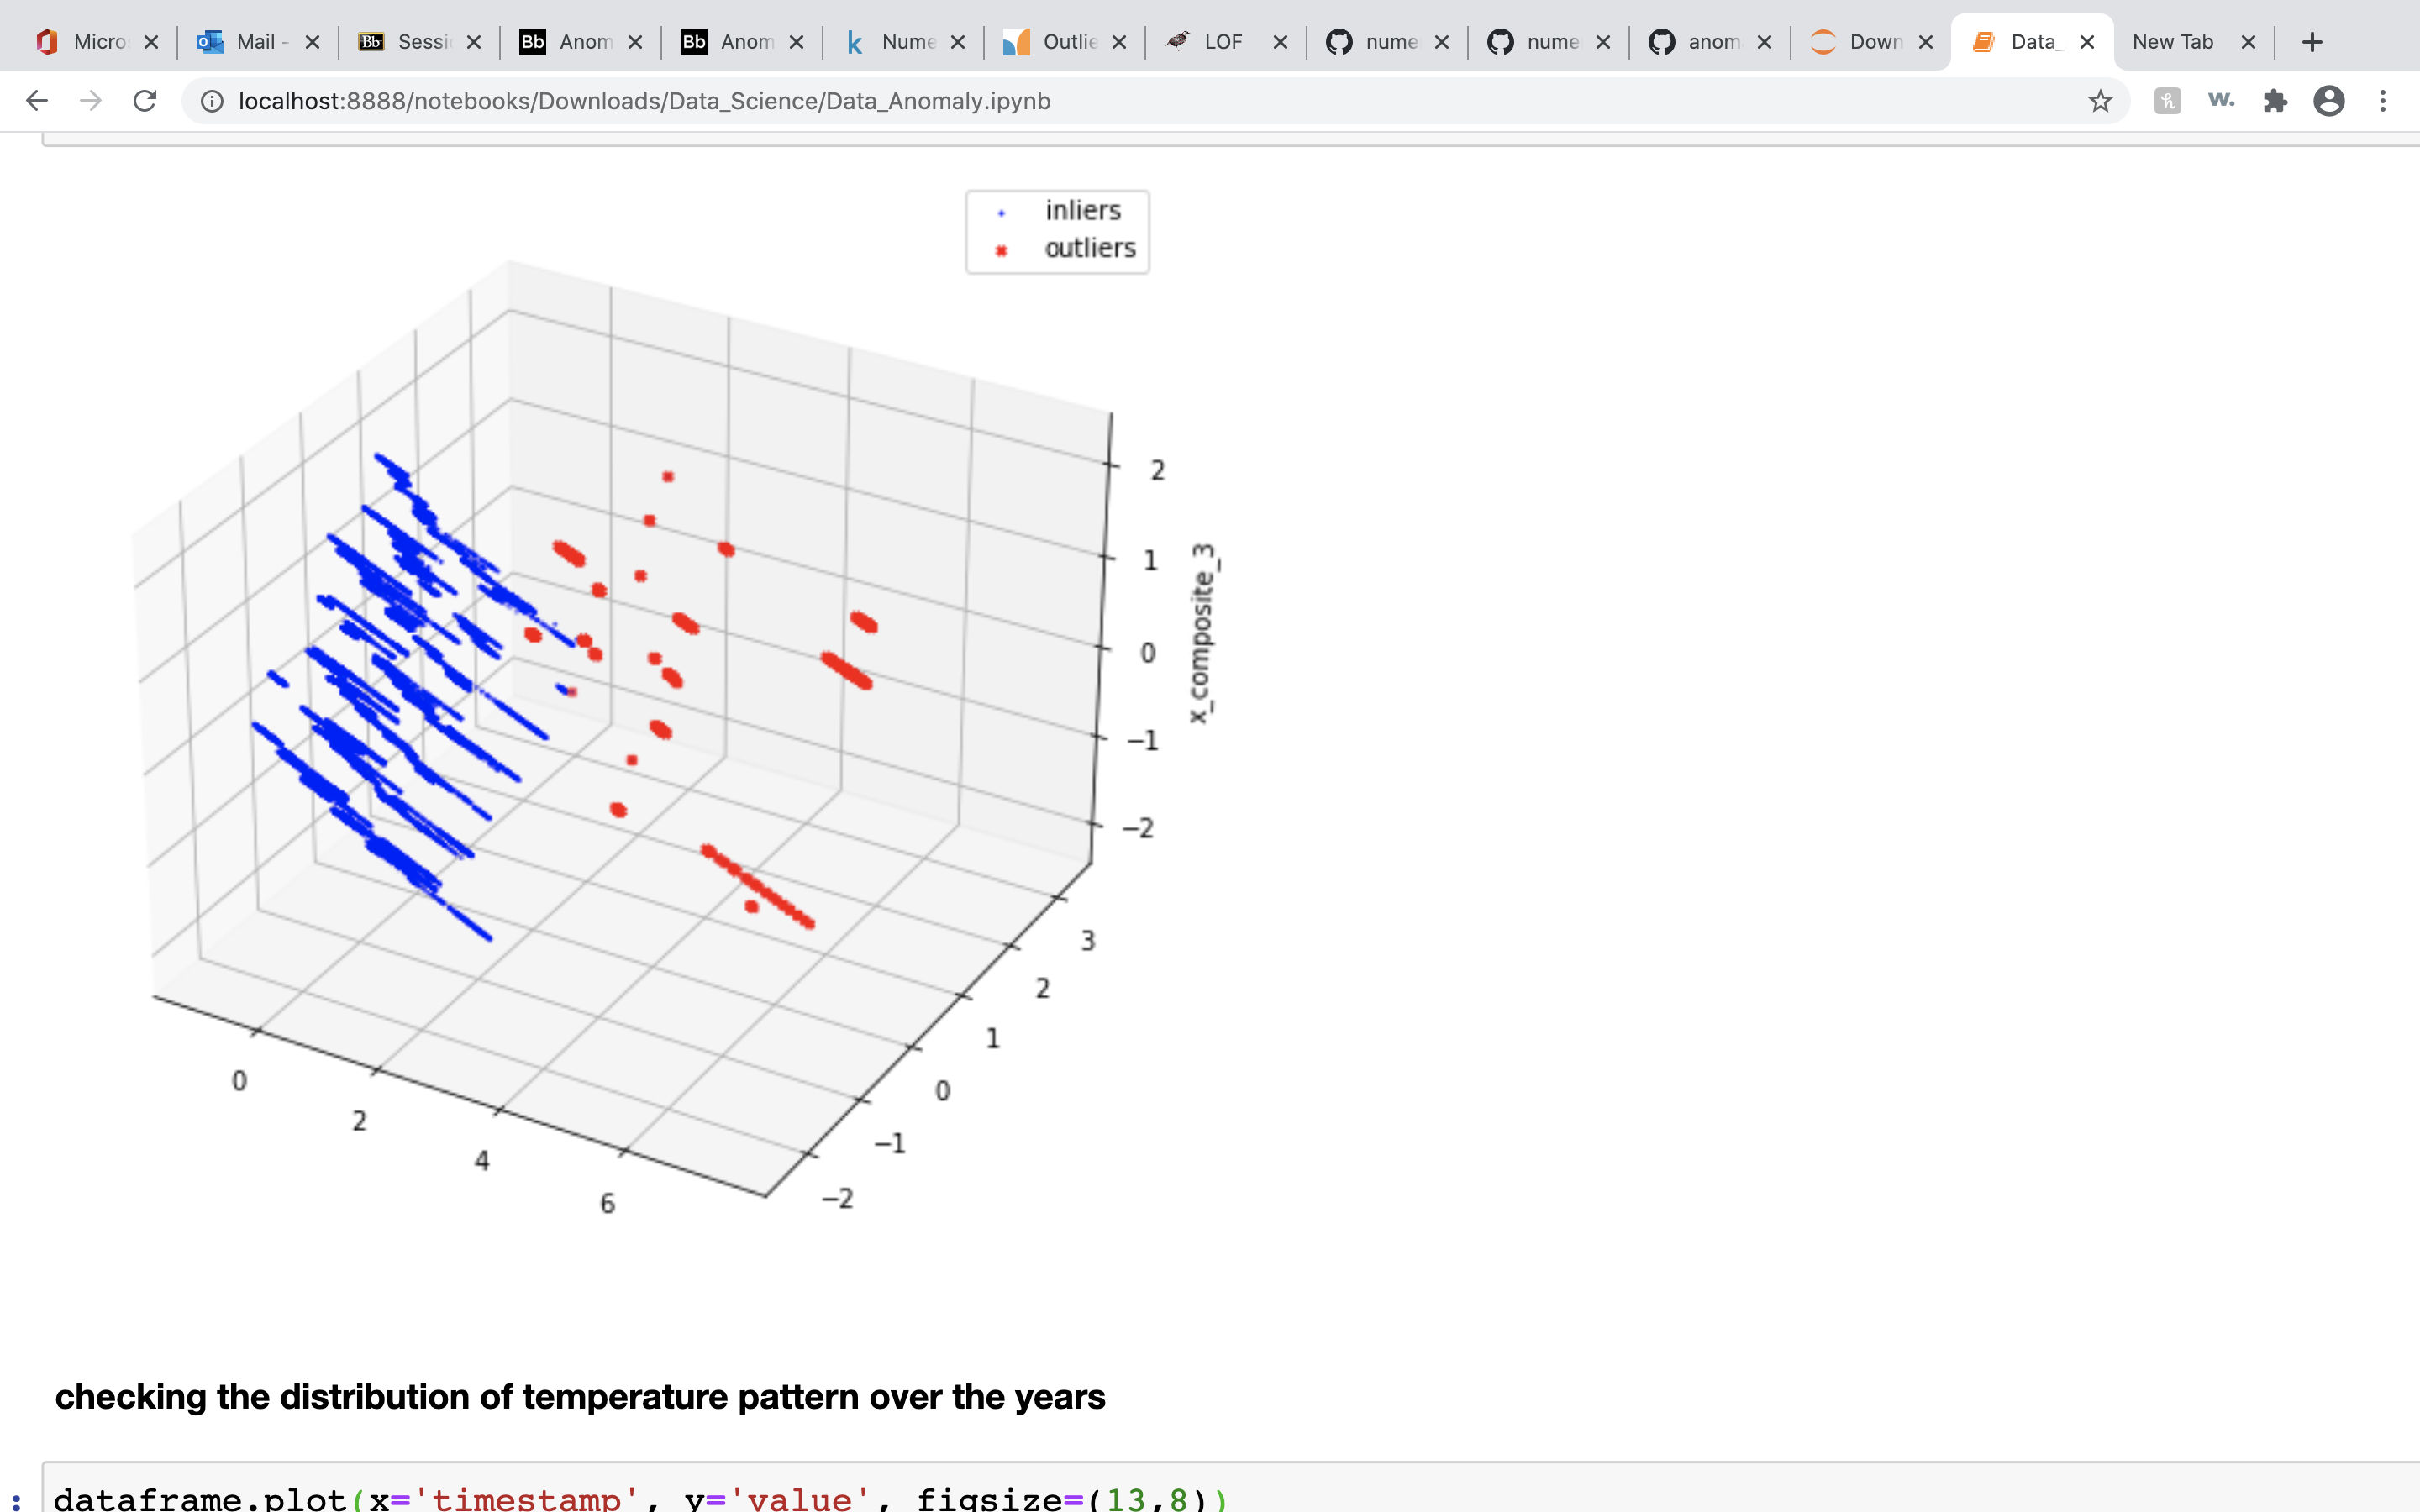 Micro Mail - Sessi Anom Anom Nume Outlie LOF nume nume anom Down Data_ New Tab
localhost:8888/notebooks/Downloads/Data_Science/Data_Anomaly.ipynb
inliers
outliers
2
1
0
−1
−2
x_composite_3
3
2
1
0
−1
−2
0
2
4
6
checking the distribution of temperature pattern over the years
dataframe.plot(x='timestamp', y='value', figsize=(13,8))